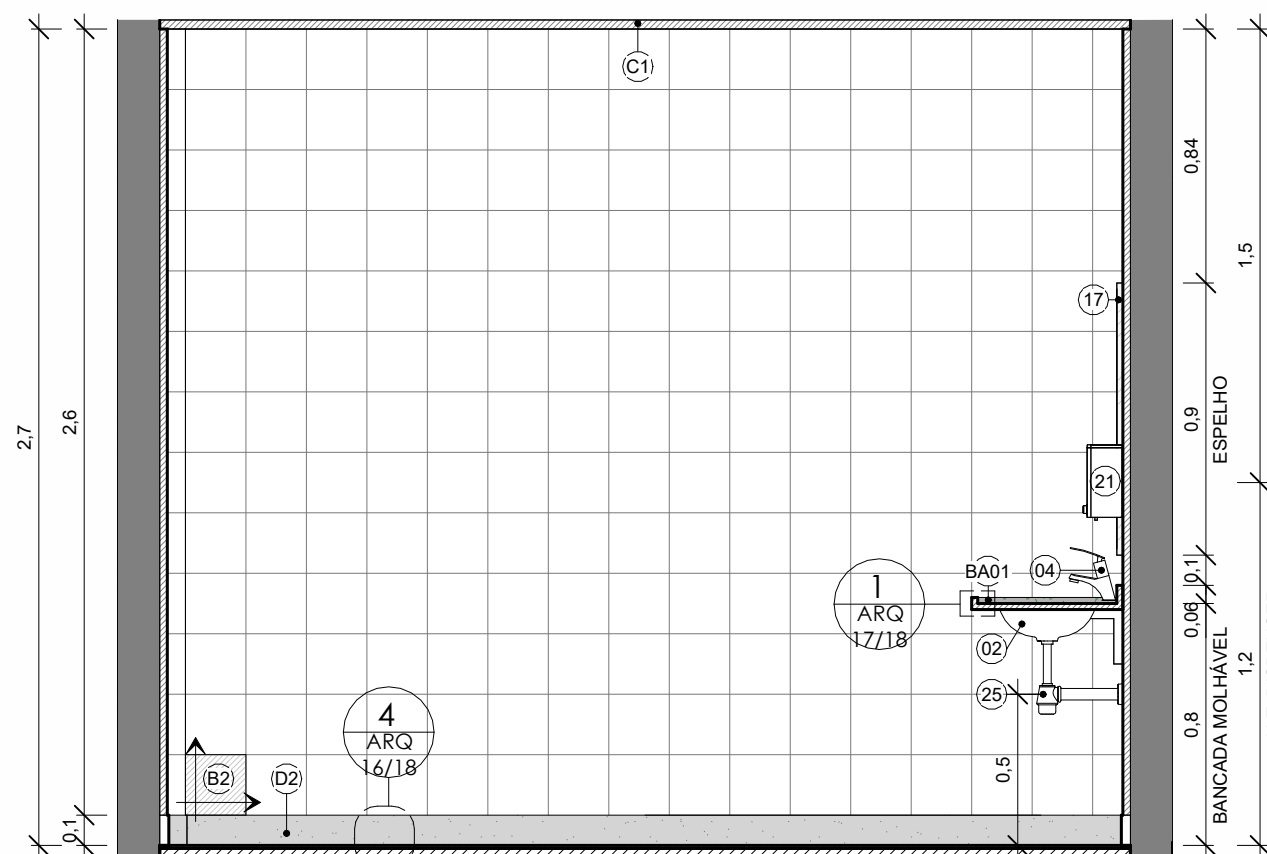 C1
0,84
1,5
17
2,7
2,6
0,9
ESPELHO
21
BA01
04
0,1
1
ARQ
17/18
0,06
02
25
1,2
4
ARQ
16/18
0,8
BANCADA MOLHÁVEL
0,5
B2
D2
0,1